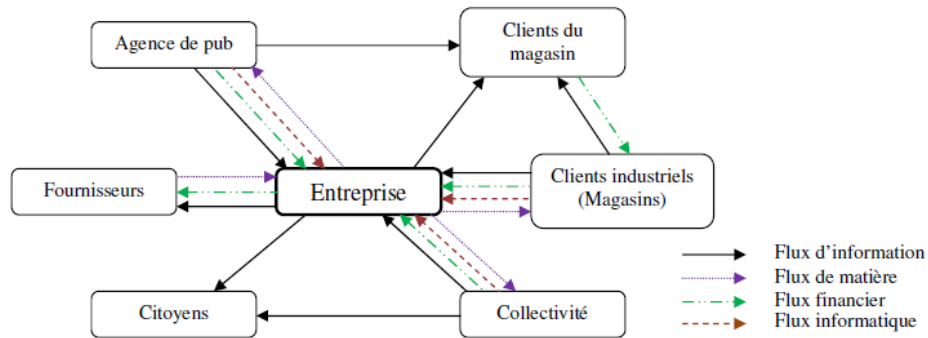 Agence de pub
Clients du
magasin
Fournisseurs
Entreprise
Clients industriels
(Magasins)
Citoyens
Collectivité
Flux d'information
Flux de matière
Flux financier
Flux informatique